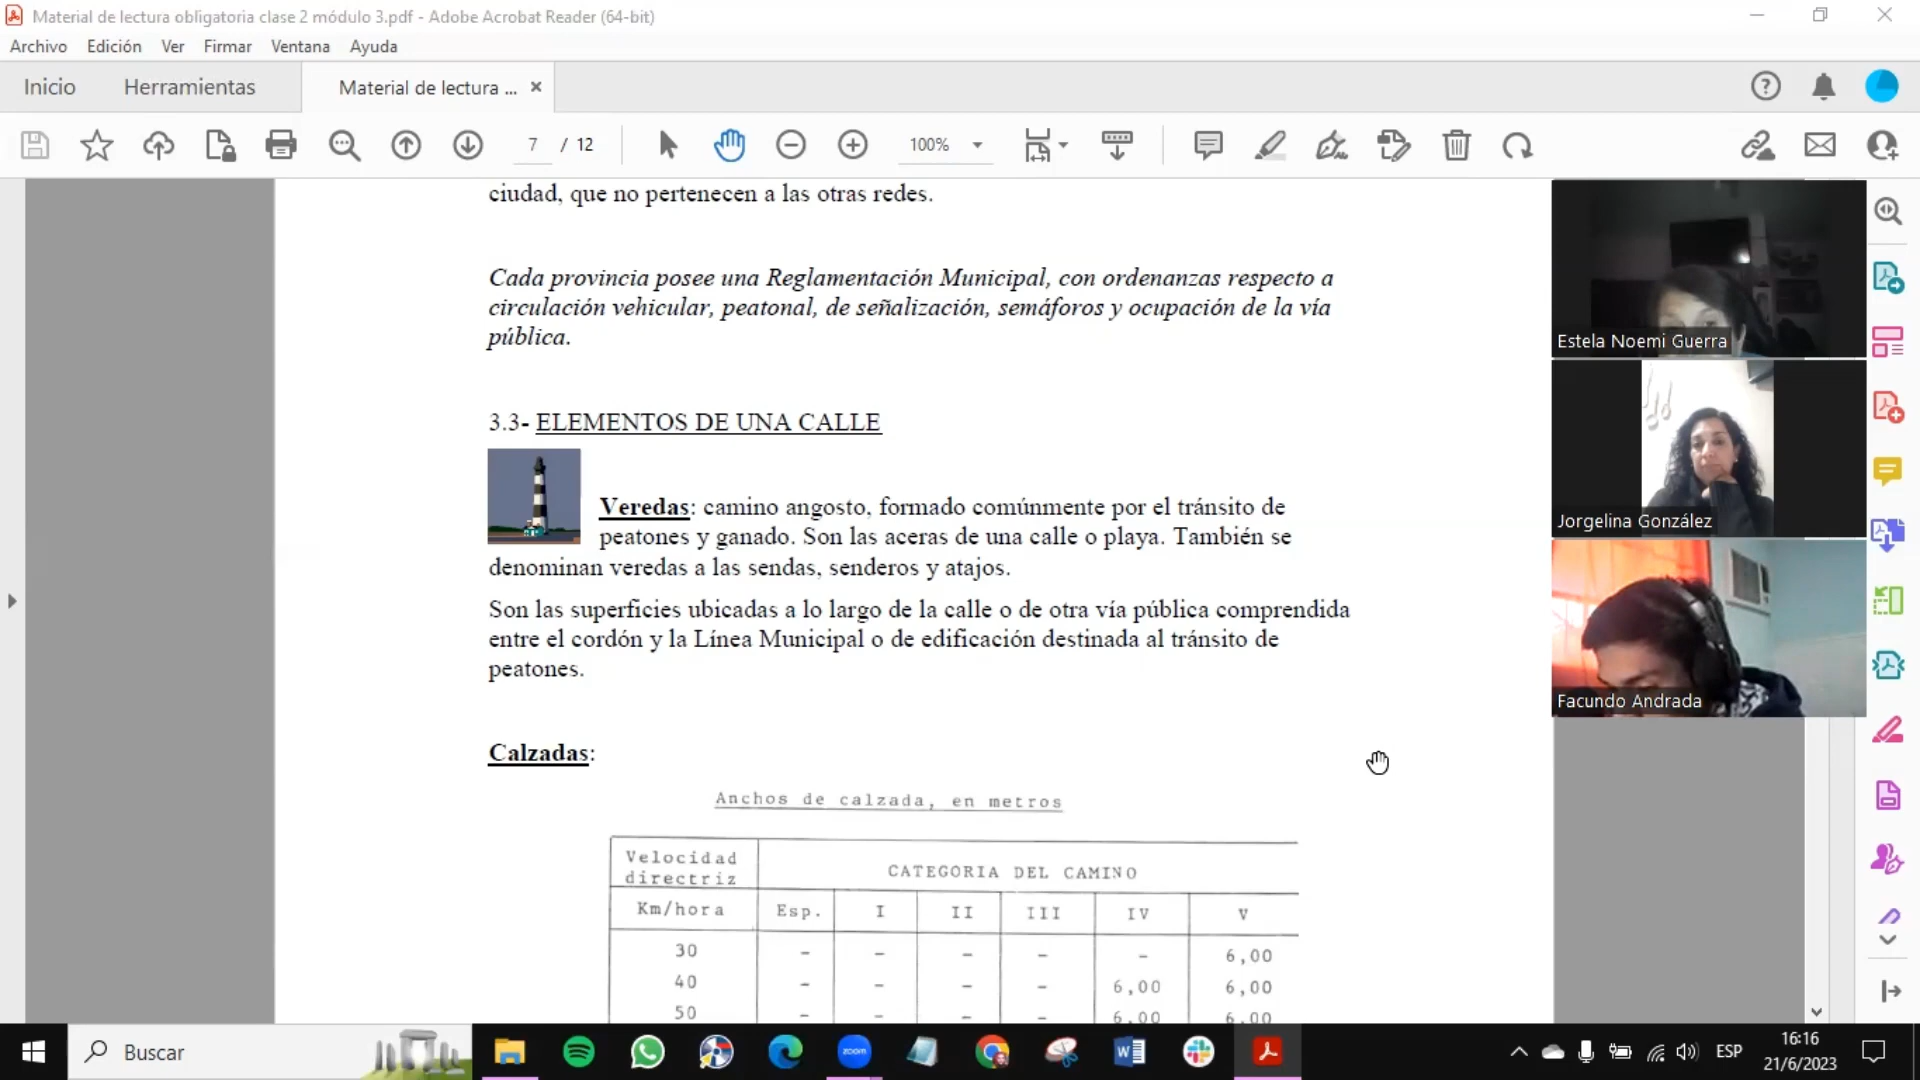 Material de lectura obligatoria clase 2 módulo 3.pdf - Adobe Acrobat Reader (64-bit)
Archivo Edición Ver Firmar Ventana Ayuda
Inicio Herramientas Material de lectura ... ×
7 / 12 100%
ciudad, que no pertenecen a las otras redes.
Cada provincia posee una Reglamentación Municipal, con ordenanzas respecto a
circulación vehicular, peatonal, de señalización, semáforos y ocupación de la vía
pública.
3.3- ELEMENTOS DE UNA CALLE
Veredas: camino angosto, formado comúnmente por el tránsito de
peatones y ganado. Son las aceras de una calle o playa. También se
denominan veredas a las sendas, senderos y atajos.
Son las superficies ubicadas a lo largo de la calle o de otra vía pública comprendida
entre el cordón y la Línea Municipal o de edificación destinada al tránsito de
peatones.
Calzadas:
Anchos de calzada, en metros
Velocidad
directriz
CATEGORIA DEL CAMINO
Km/hora Esp. I II III IV V
30 - - - - - 6,00
40 - - - - 6,00 6,00
50 - - - - 6,00 6,00
Estela Noemi Guerra
Jorgelina González
Facundo Andrada
Buscar
zoom
ESP
16:16
21/6/2023